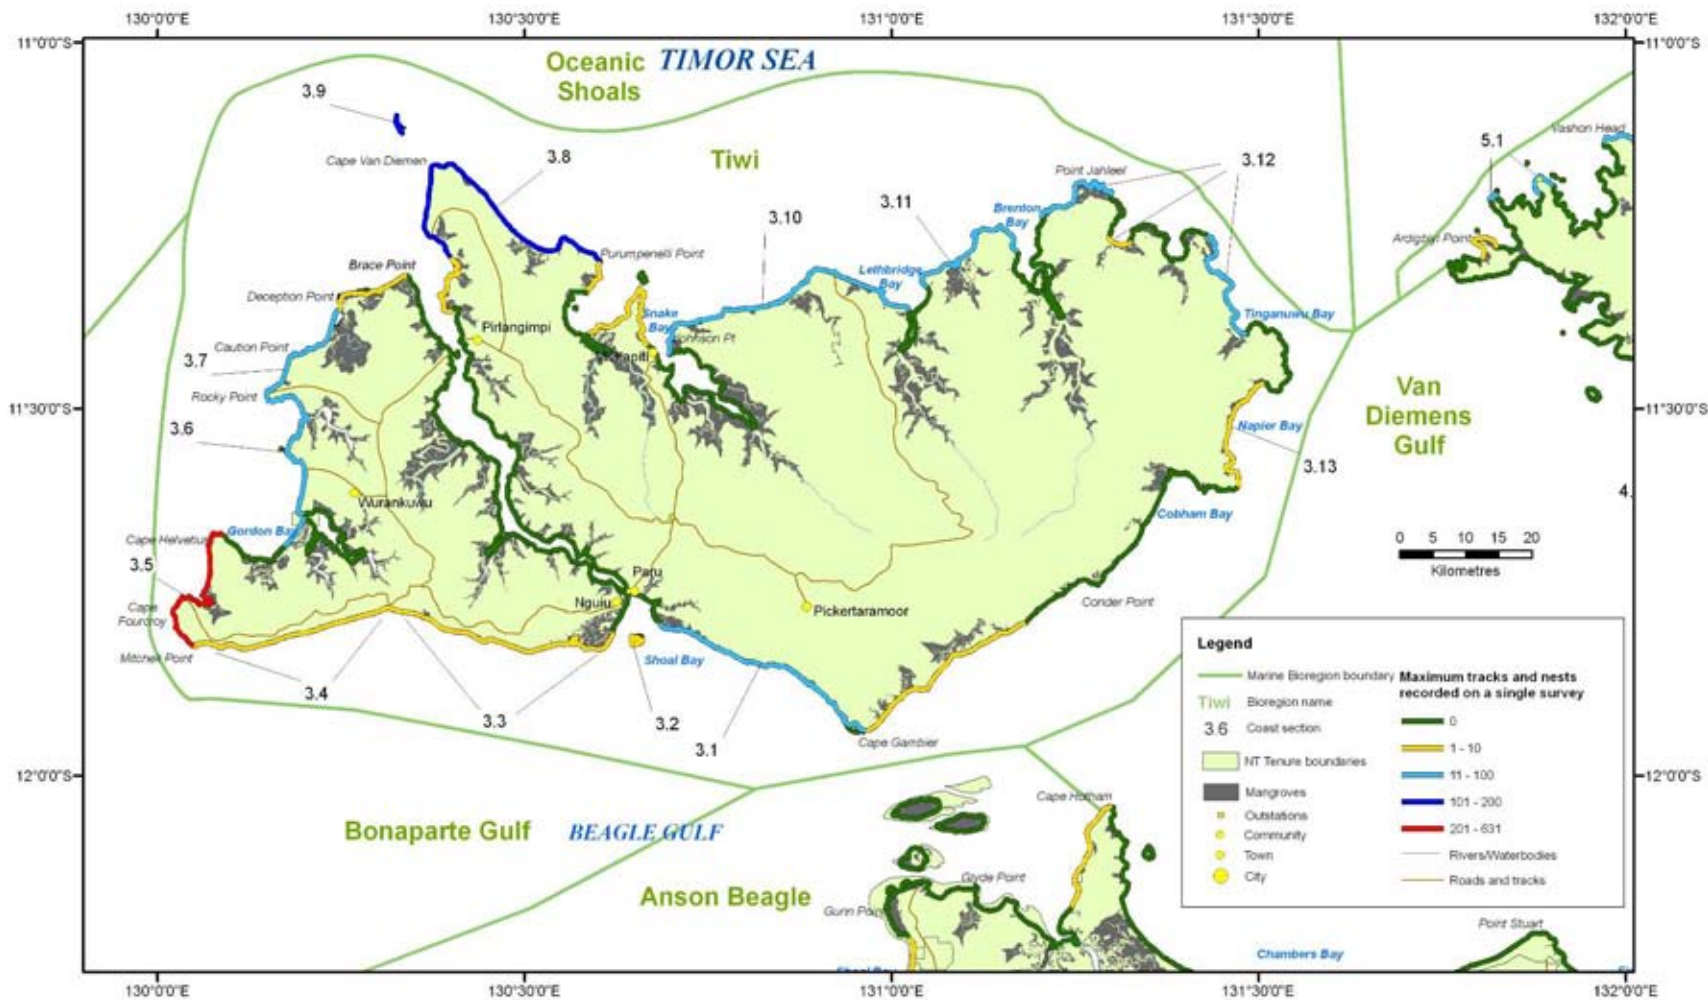 130°0'0"E
130°30'0"E
131°0'0"E
131°30'0"E
132°0'0"E
11°0'0"S
11°0'0"S
Oceanic
Shoals
TIMOR SEA
3.9
Cape Van Diemen
3.8
Tiwi
Point Jahleel
3.12
5.1
Vashon Head
3.10
3.11
Brenton
Bay
Ardigbiyi Point
Purumpenelli Point
Brace Point
Lethbridge
Bay
Deception Point
Snake
Bay
Tinganuwu Bay
Pirlangimpi
Johnson Pt
Caution Point
3.7
Rocky Point
11°30'0"S
11°30'0"S
Van
Diemens
Gulf
3.6
Napier Bay
3.13
4.
Wurankuwu
Cobham Bay
Gordon Bay
Cape Helvetius
0 5 10 15 20
Kilometres
3.5
Paru
Nguiu
Pickertaramoor
Conder Point
Cape
Fourcroy
Mitchell Point
Shoal Bay
3.4
3.3
3.2
3.1
Cape Gambier
12°0'0"S
12°0'0"S
Cape Hotham
Bonaparte Gulf
BEAGLE GULF
Anson Beagle
Glyde Point
Gunn Point
Point Stuart
Chambers Bay
Shoal Bay
Legend
Marine Bioregion boundary
Tiwi Bioregion name
3.6 Coast section
NT Tenure boundaries
Mangroves
Outstations
Community
Town
City
Maximum tracks and nests
recorded on a single survey
0
1 - 10
11 - 100
101 - 200
201 - 631
Rivers/Waterbodies
Roads and tracks
130°0'0"E
130°30'0"E
131°0'0"E
131°30'0"E
132°0'0"E